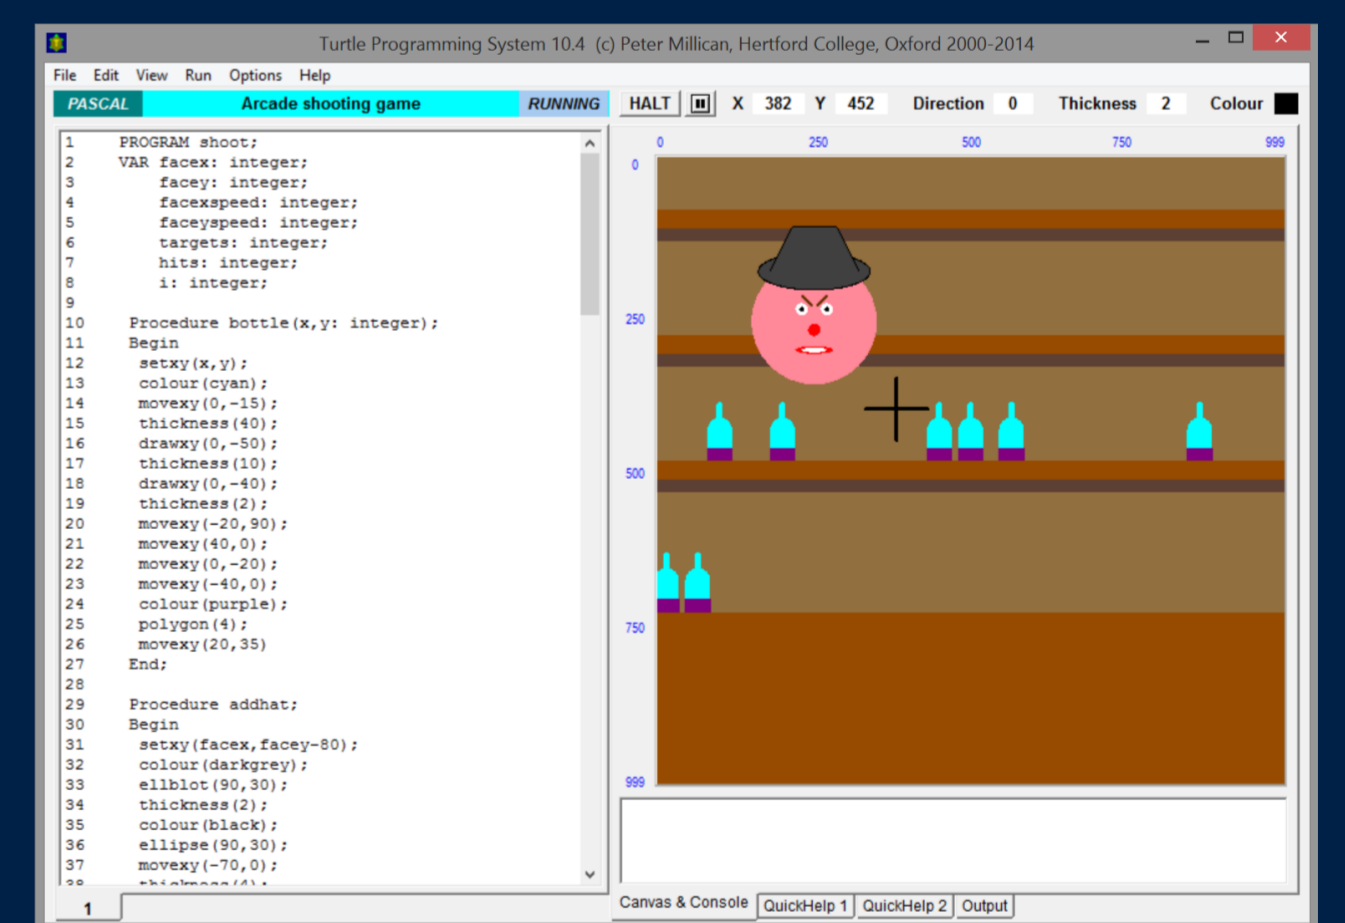 Turtle Programming System 10.4 (c) Peter Millican, Hertford College, Oxford 2000-2014
File Edit View Run Options Help
PASCAL Arcade shooting game RUNNING HALT X 382 Y 452 Direction 0 Thickness 2 Colour
1 PROGRAM shoot;
2 VAR facex: integer;
3 facey: integer;
4 facexspeed: integer;
5 faceyspeed: integer;
6 targets: integer;
7 hits: integer;
8 i: integer;
9
10 Procedure bottle(x,y: integer);
11 Begin
12 setxy(x,y);
13 colour(cyan);
14 movexy(0,-15);
15 thickness(40);
16 drawxy(0,-50);
17 thickness(10);
18 drawxy(0,-40);
19 thickness(2);
20 movexy(-20,90);
21 movexy(40,0);
22 movexy(0,-20);
23 movexy(-40,0);
24 colour(purple);
25 polygon(4);
26 movexy(20,35)
27 End;
28
29 Procedure addhat;
30 Begin
31 setxy(facex,facey-80);
32 colour(darkgrey);
33 ellblot(90,30);
34 thickness(2);
35 colour(black);
36 ellipse(90,30);
37 movexy(-70,0);
38 thickness(4);
1
0 250 500 750 999
0
250
500
750
999
Canvas & Console QuickHelp 1 QuickHelp 2 Output